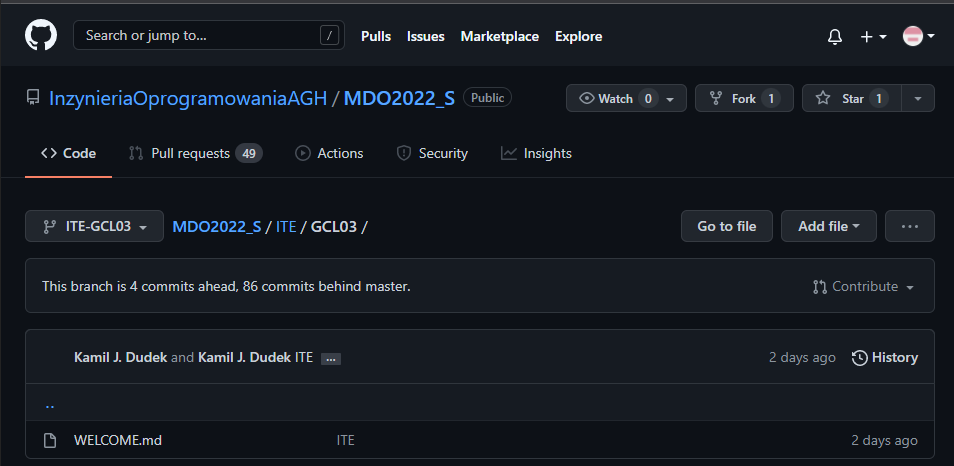 Search or jump to... / Pulls Issues Marketplace Explore
InzynieriaOprogramowaniaAGH / MDO2022_S Public Watch 0 Fork 1 Star 1
Code Pull requests 49 Actions Security Insights
ITE-GCL03 MDO2022_S / ITE / GCL03 / Go to file Add file ...
This branch is 4 commits ahead, 86 commits behind master. Contribute
Kamil J. Dudek and Kamil J. Dudek ITE ... 2 days ago History
..
WELCOME.md ITE 2 days ago